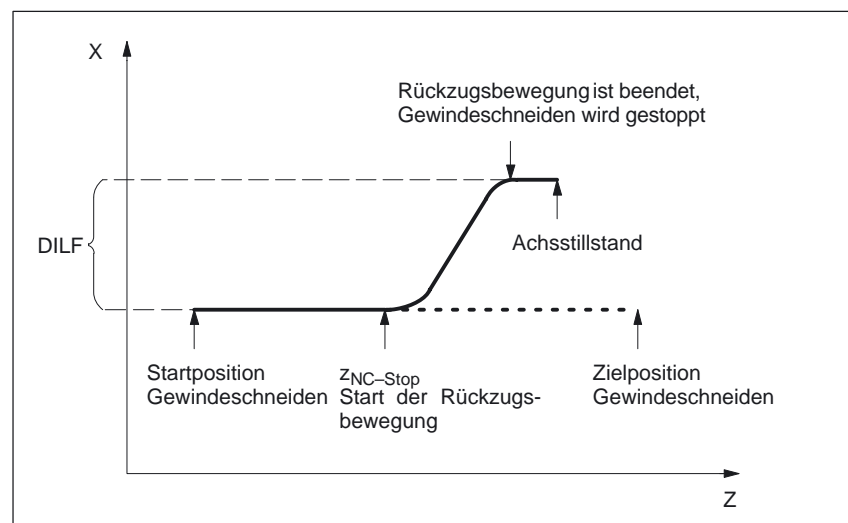 X
Rückzugsbewegung ist beendet,
Gewindeschneiden wird gestoppt
Achsstillstand
DILF
Startposition
Gewindeschneiden
zNC–Stop
Start der Rückzugs-
bewegung
Zielposition
Gewindeschneiden
Z